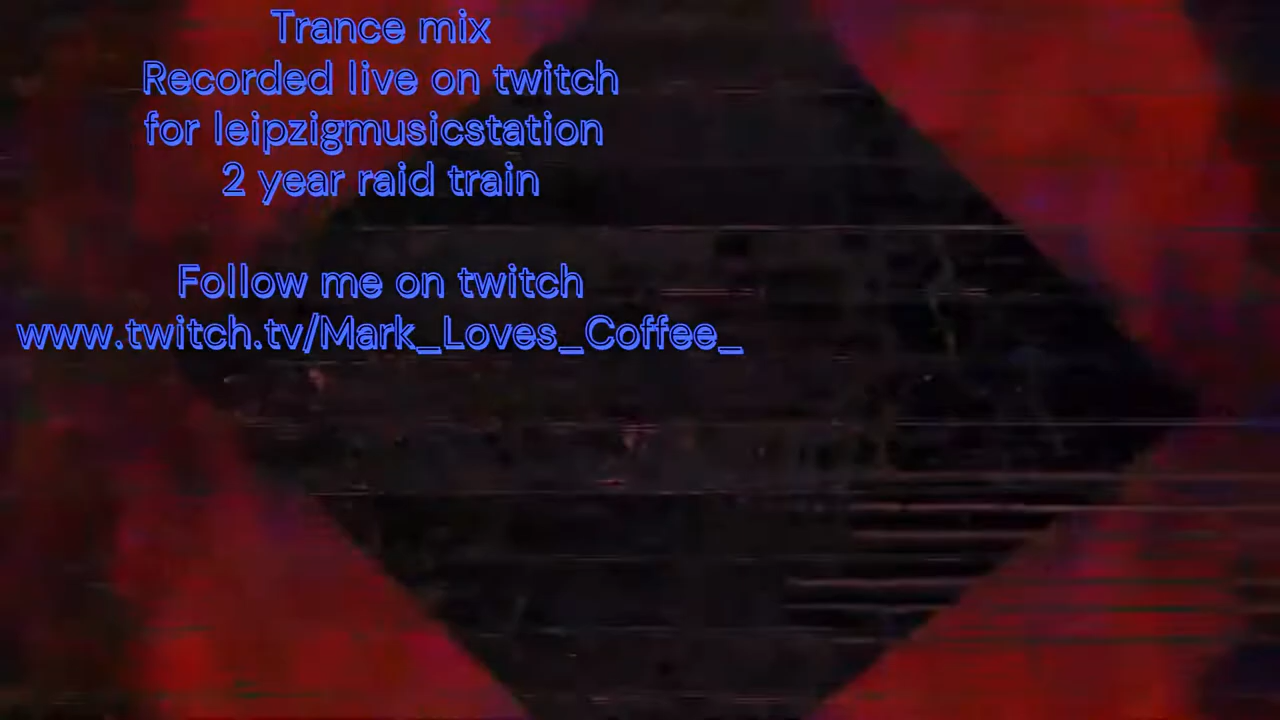 Trance mix
Recorded live on twitch
for leipzigmusicstation
2 year raid train
Follow me on twitch
www.twitch.tv/Mark_Loves_Coffee_